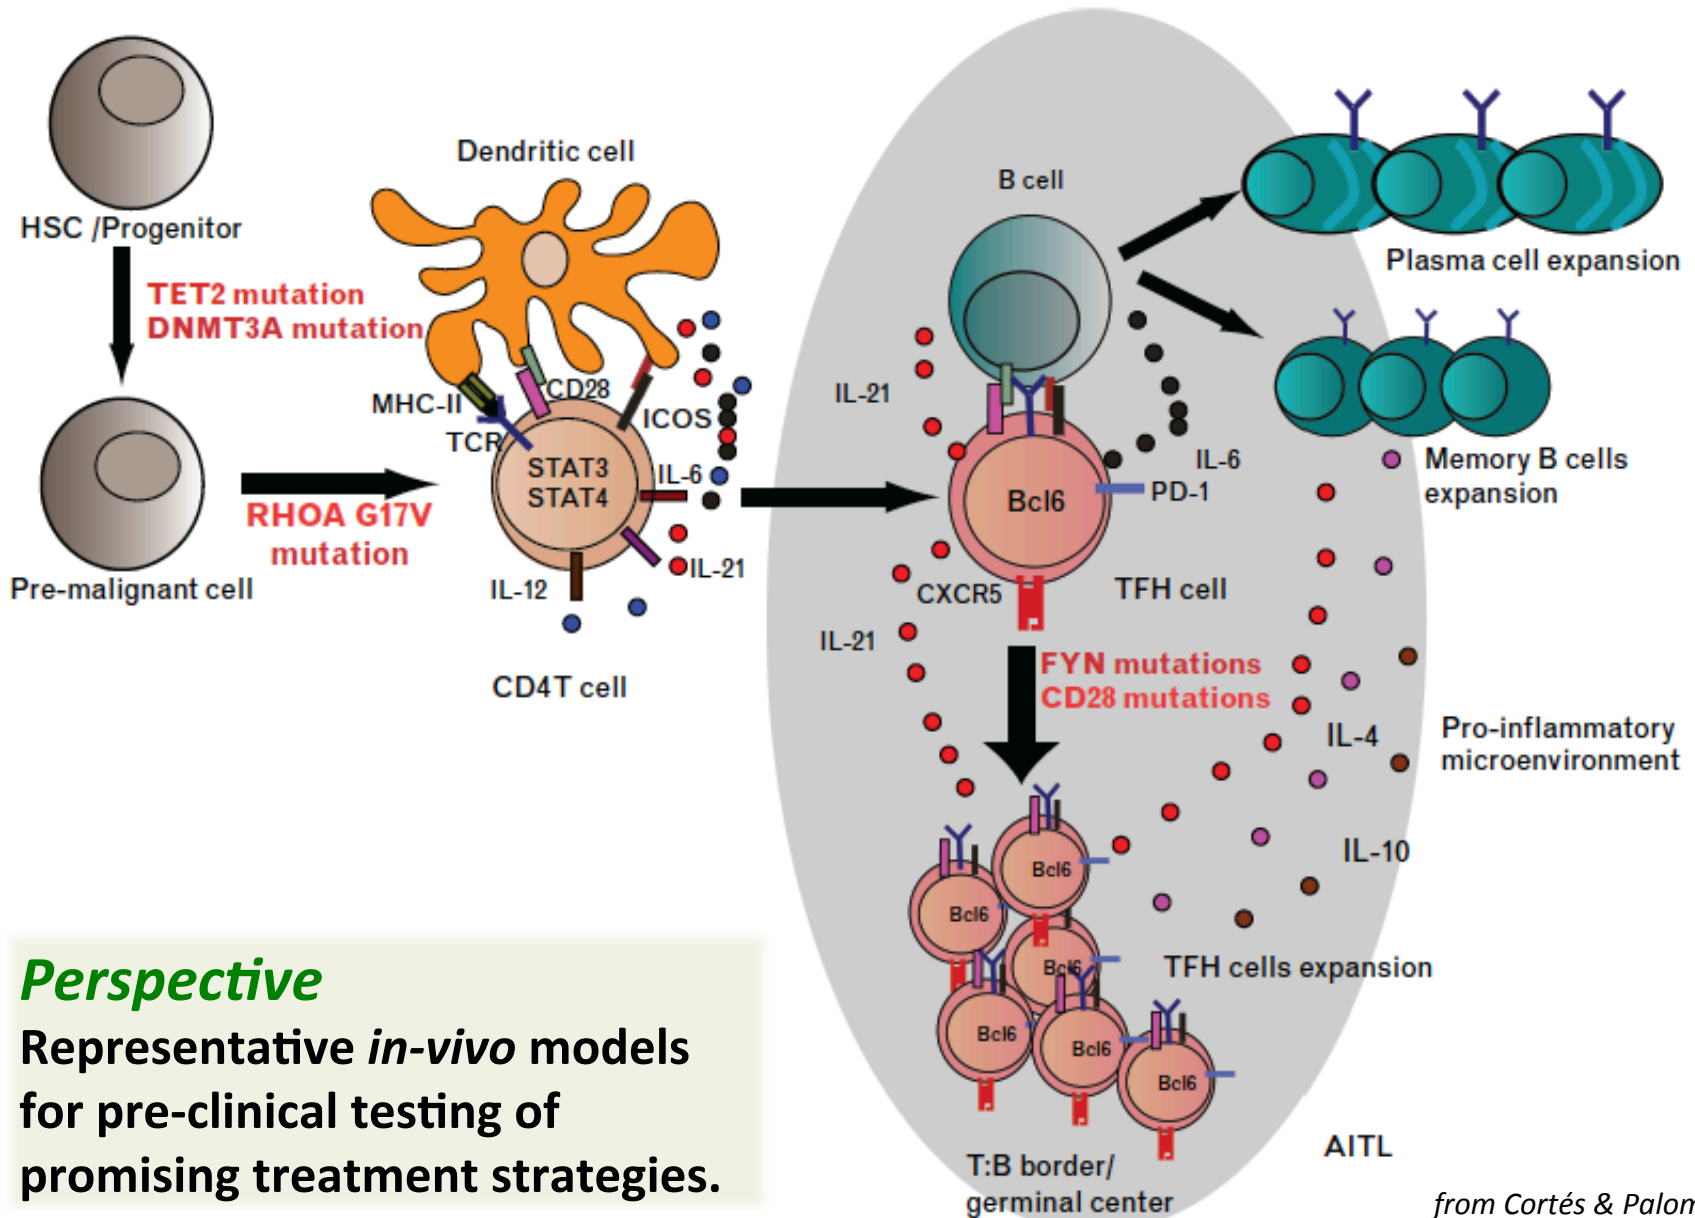 HSC /Progenitor
TET2 mutation
DNMT3A mutation
Pre-malignant cell
RHOA G17V
mutation
Dendritic cell
MHC-II
CD28
TCR
ICOS
STAT3
STAT4
IL-6
IL-21
IL-12
CD4T cell
B cell
IL-21
IL-6
Bcl6
PD-1
CXCR5
TFH cell
IL-21
FYN mutations
CD28 mutations
Plasma cell expansion
Memory B cells
expansion
IL-4
Pro-inflammatory
microenvironment
IL-10
Bcl6
Bcl6
Bcl6
Bcl6
Bcl6
Bcl6
TFH cells expansion
T:B border/
germinal center
AITL
Perspective
Representative in-vivo models
for pre-clinical testing of
promising treatment strategies.
from Cortés & Palom